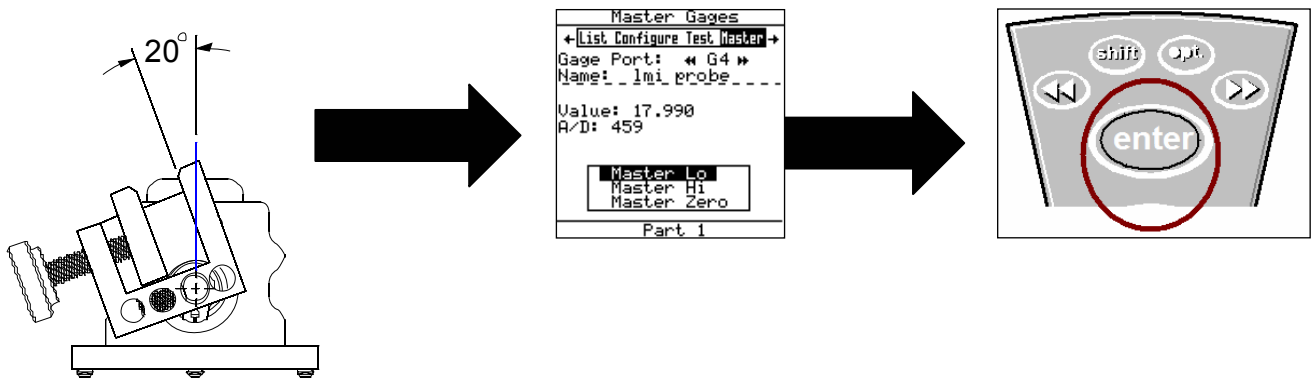 20°
Master Gages
←List Configure Test Master→
Gage Port: ◀◀ G4 ▶▶
Name: lmi probe
Value: 17.990
A/D: 459
Master Lo
Master Hi
Master Zero
Part 1
shift opt.
enter